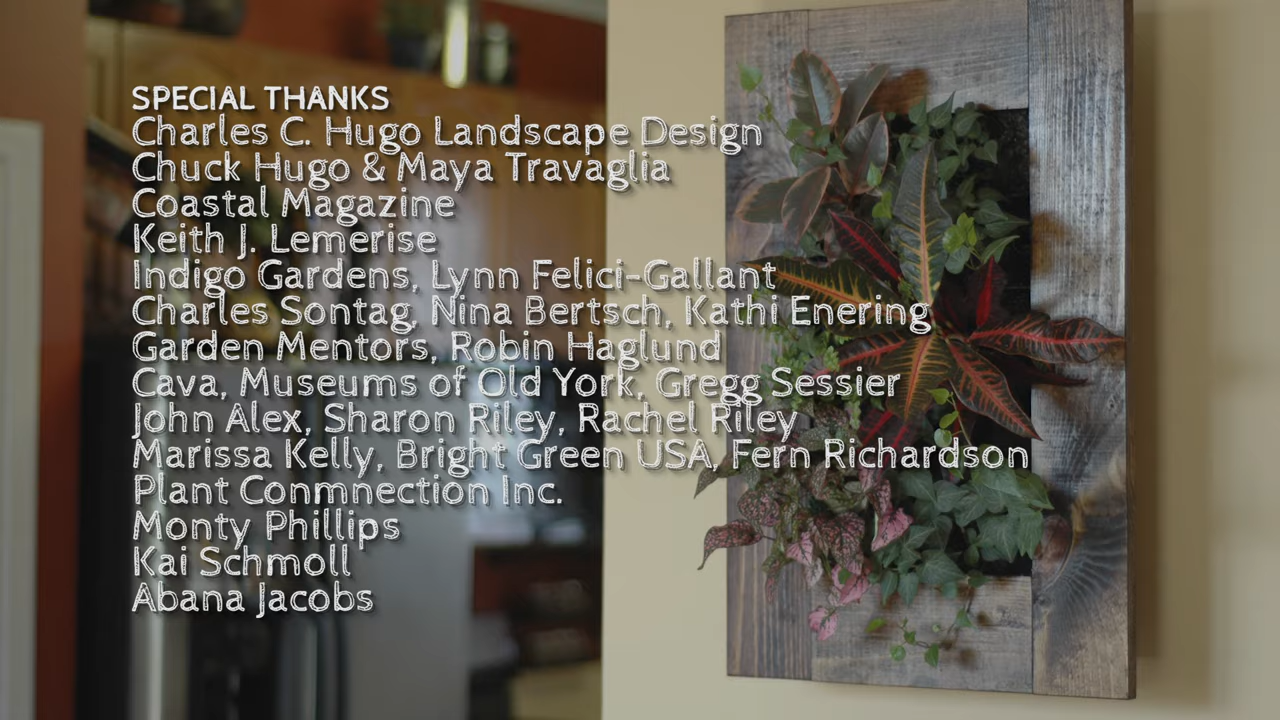 SPECIAL THANKS
Charles C. Hugo Landscape Design
Chuck Hugo & Maya Travaglia
Coastal Magazine
Keith J. Lemerise
Indigo Gardens, Lynn Felici-Gallant
Charles Sontag, Nina Bertsch, Kathi Enering
Garden Mentors, Robin Haglund
Cava, Museums of Old York, Gregg Sessier
John Alex, Sharon Riley, Rachel Riley
Marissa Kelly, Bright Green USA, Fern Richardson
Plant Conmnection Inc.
Monty Phillips
Kai Schmoll
Abana Jacobs